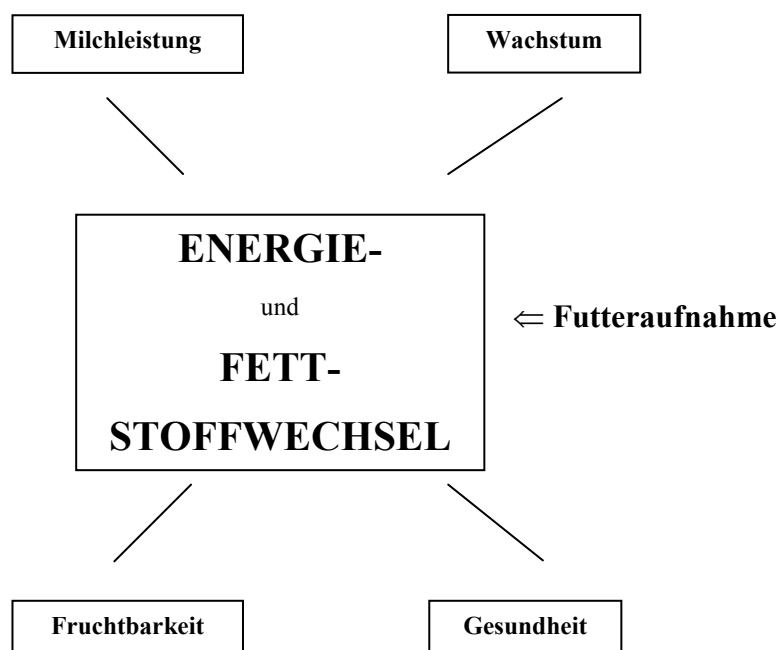 Milchleistung
Wachstum
ENERGIE-
und
FETT-
STOFFWECHSEL
⇐ Futteraufnahme
Fruchtbarkeit
Gesundheit